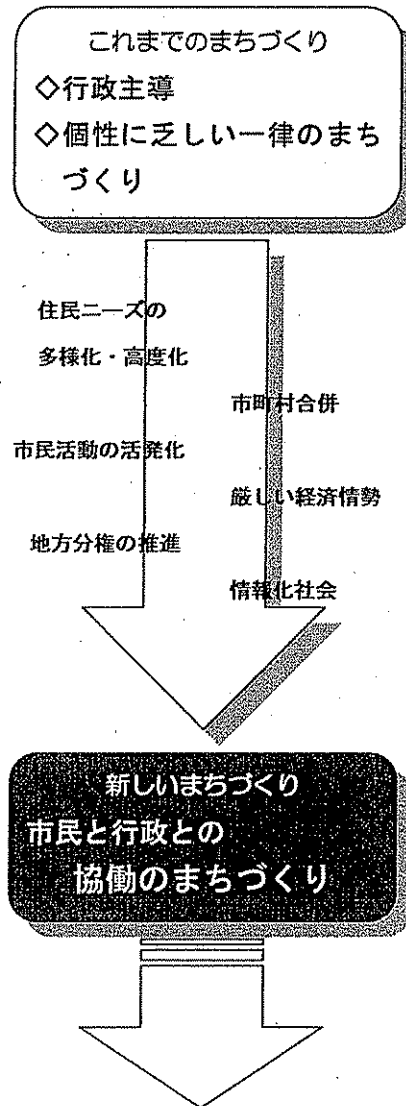 これまでのまちづくり
◇行政主導
◇個性に乏しい一律のまち
づくり
住民ニーズの
多様化・高度化
市町村合併
市民活動の活発化
厳しい経済情勢
地方分権の推進
情報化社会
新しいまちづくり
市民と行政との
協働のまちづくり